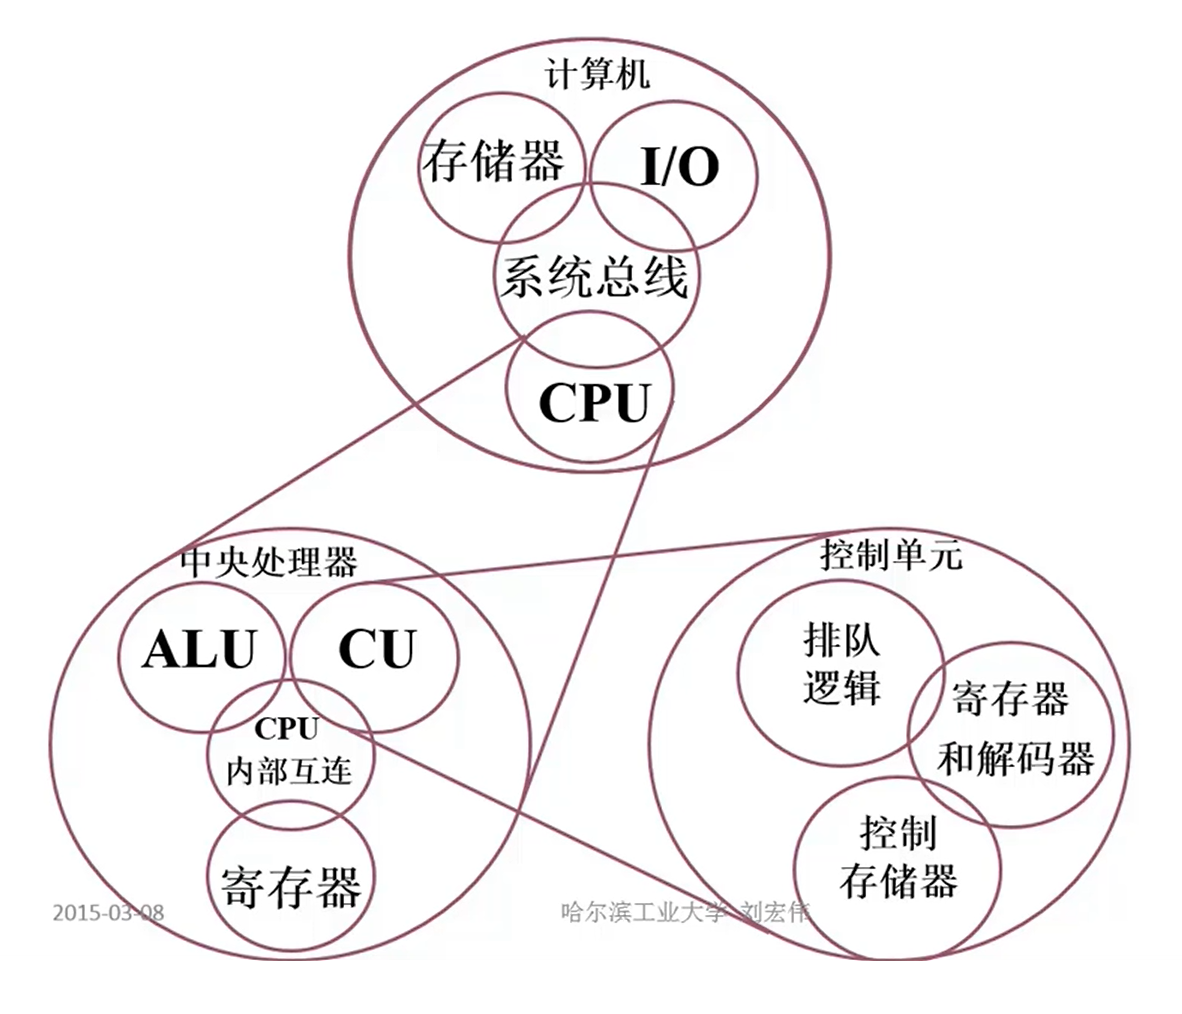 计算机
存储器
I/O
系统总线
CPU
中央处理器
ALU
CU
CPU
内部互连
寄存器
控制单元
排队
逻辑
寄存器
和解码器
控制
存储器
2015-03-08
哈尔滨工业大学 刘宏伟